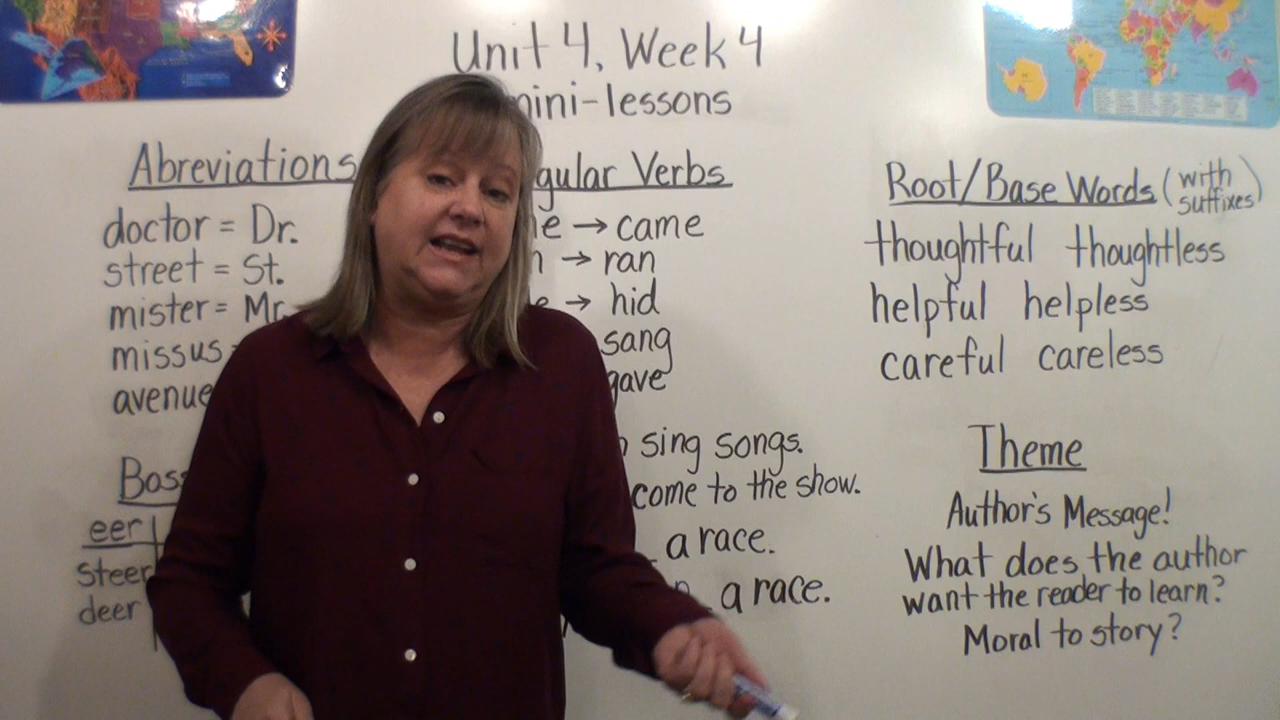 Unit 4, Week 4
mini-lessons
Abreviations
doctor = Dr.
street = St.
mister = Mr.
missus
avenue
Bos
eer
steer
deer
gular Verbs
e → came
n → ran
e → hid
sang
gave
sing songs.
come to the show.
a race.
a race.
Root/Base Words (with suffixes)
thoughtful thoughtless
helpful helpless
careful careless
Theme
Author's Message!
What does the author
want the reader to learn?
Moral to story?